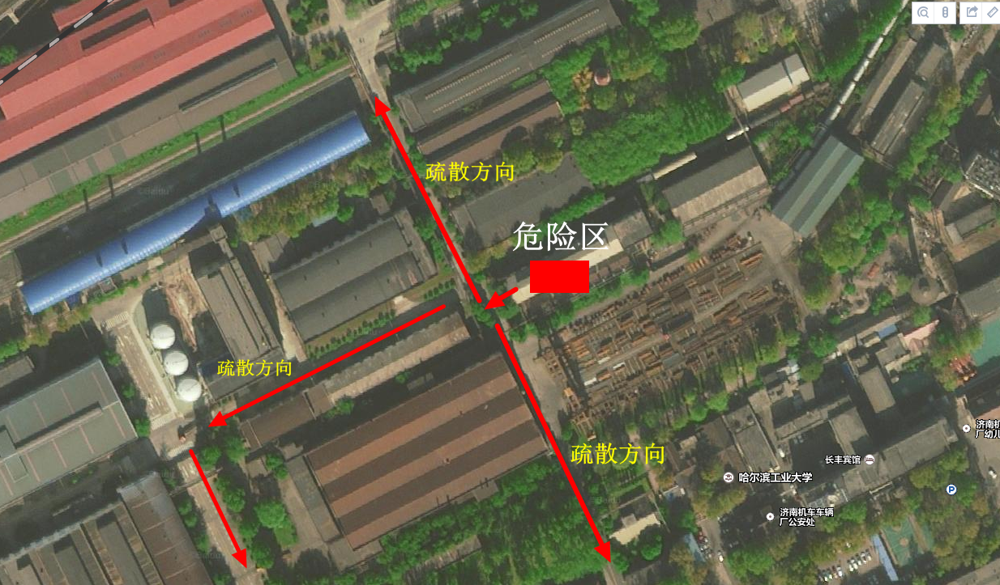 疏散方向
危险区
疏散方向
疏散方向
济南机
厂幼儿
长丰宾馆
哈尔滨工业大学
P
济南机车车辆
厂公安处